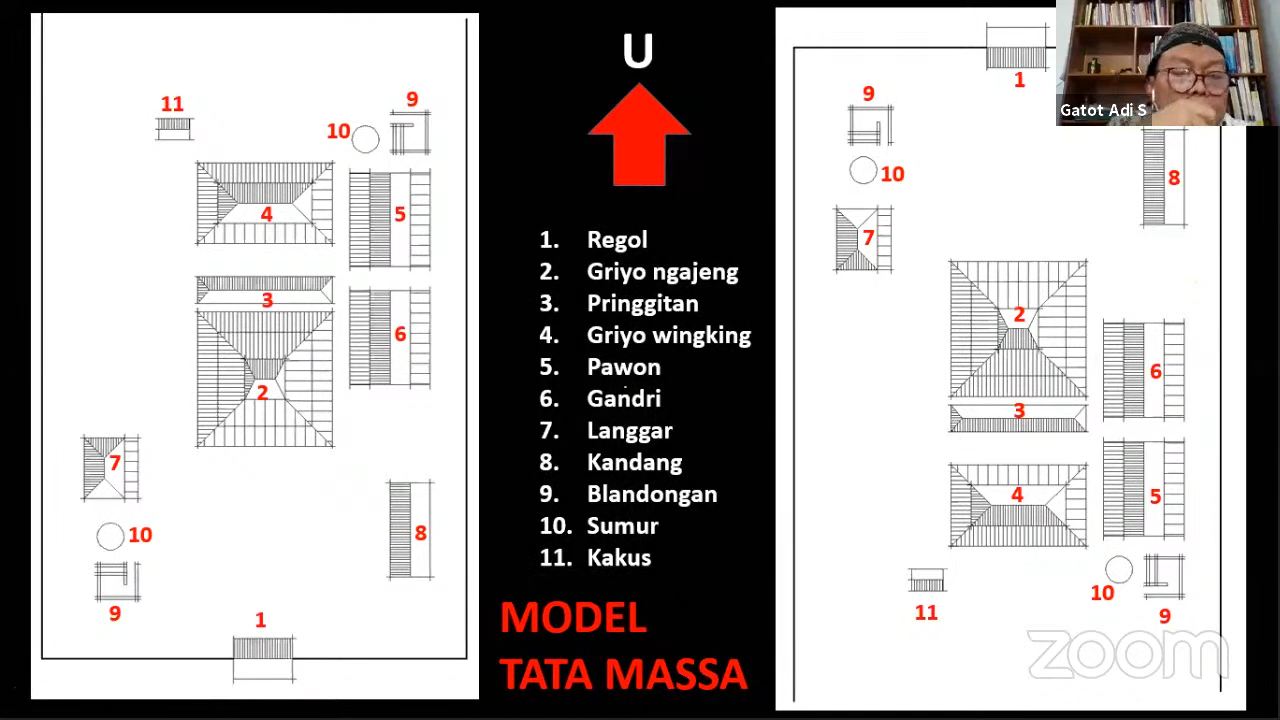 11
9
10
4
5
3
6
2
7
8
10
9
1
U
1. Regol
2. Griyo ngajeng
3. Pringgitan
4. Griyo wingking
5. Pawon
6. Gandri
7. Langgar
8. Kandang
9. Blandongan
10. Sumur
11. Kakus
MODEL
TATA MASSA
1
9
10
8
7
2
6
3
4
5
10
11
9
Gatot Adi S
zoom